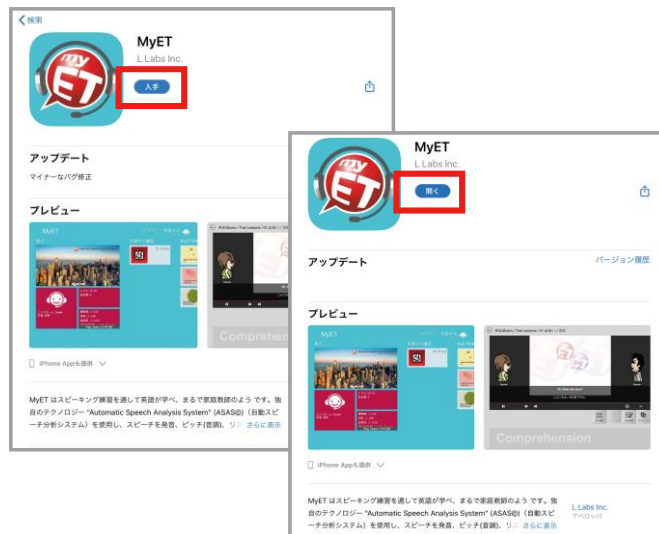 検索
MyET
L Labs Inc.
my
ET
入手
アップデート
マイナーなバグ修正
プレビュー
MyET
Comprehen
iPhone Appも提供
MyET はスピーキング練習を通して英語が学べ、まるで家庭教師のよう です。独
自のテクノロジー "Automatic Speech Analysis System" (ASAS®)(自動スピ
ーチ分析システム)を使用し、スピーチを発音、ピッチ(音調)、リズ さらに表示
MyET
L Labs Inc.
my
ET
開く
アップデート
バージョン履歴
プレビュー
MyET
Comprehension
iPhone Appも提供
MyET はスピーキング練習を通して英語が学べ、まるで家庭教師のよう です。独
自のテクノロジー "Automatic Speech Analysis System" (ASAS®)(自動スピ
ーチ分析システム)を使用し、スピーチを発音、ピッチ(音調)、リズ さらに表示
L Labs Inc.
デベロッパ